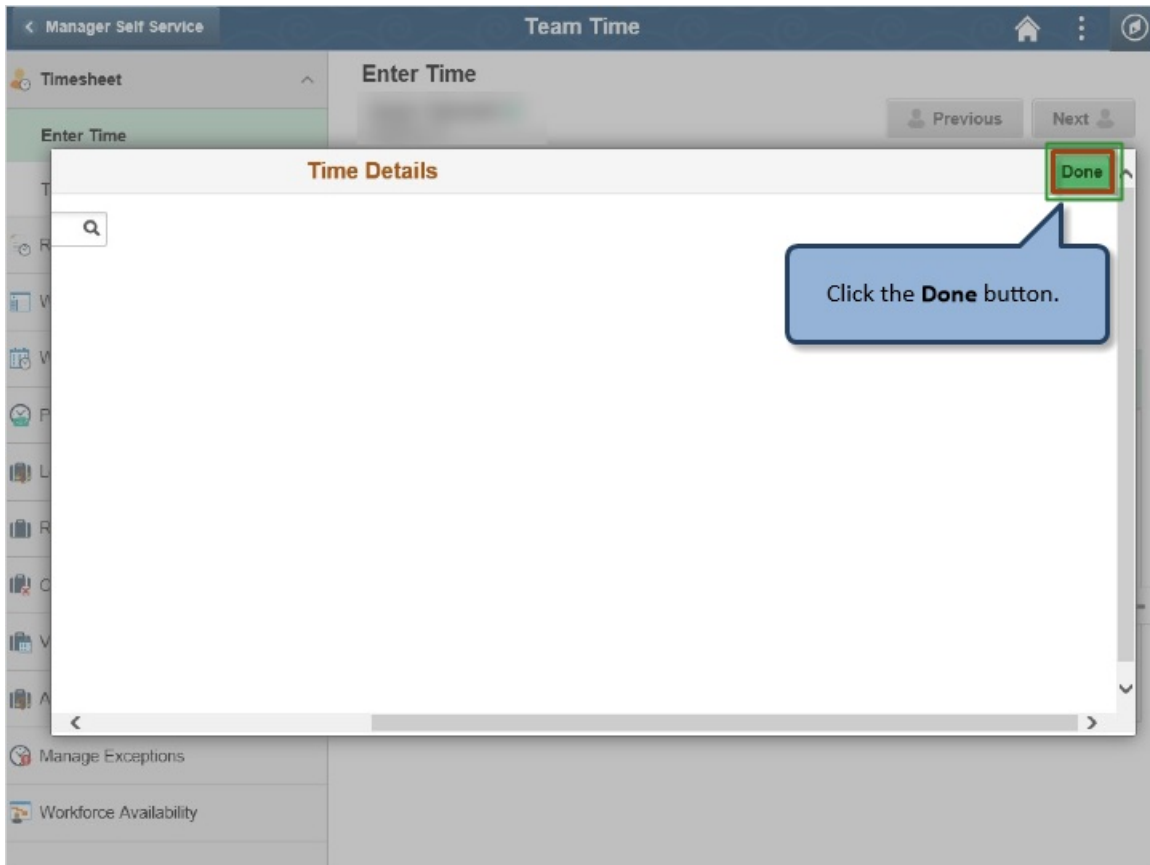 Manager Self Service
Team Time
Timesheet
Enter Time
Enter Time
Previous
Next
Time Details
Done
T
R
W
W
P
L
R
C
V
A
Click the Done button.
Manage Exceptions
Workforce Availability